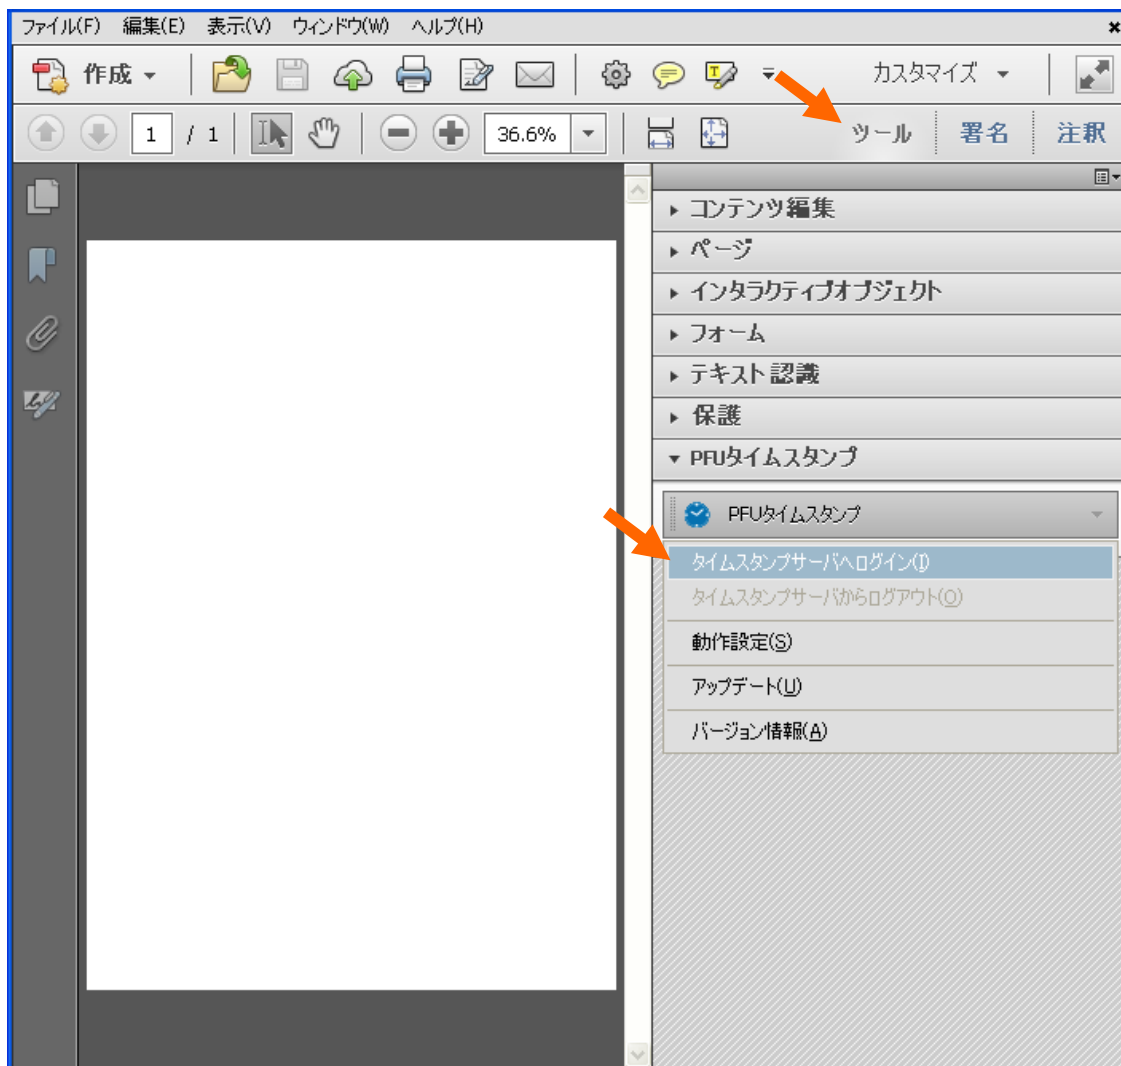 ファイル(F) 編集(E) 表示(V) ウィンドウ(W) ヘルプ(H)
作成 カスタマイズ
1 / 1 36.6% ツール 署名 注釈
コンテンツ編集
ページ
インタラクティブオブジェクト
フォーム
テキスト認識
保護
PFUタイムスタンプ
PFUタイムスタンプ
タイムスタンプサーバへログイン(I)
タイムスタンプサーバからログアウト(O)
動作設定(S)
アップデート(U)
バージョン情報(A)